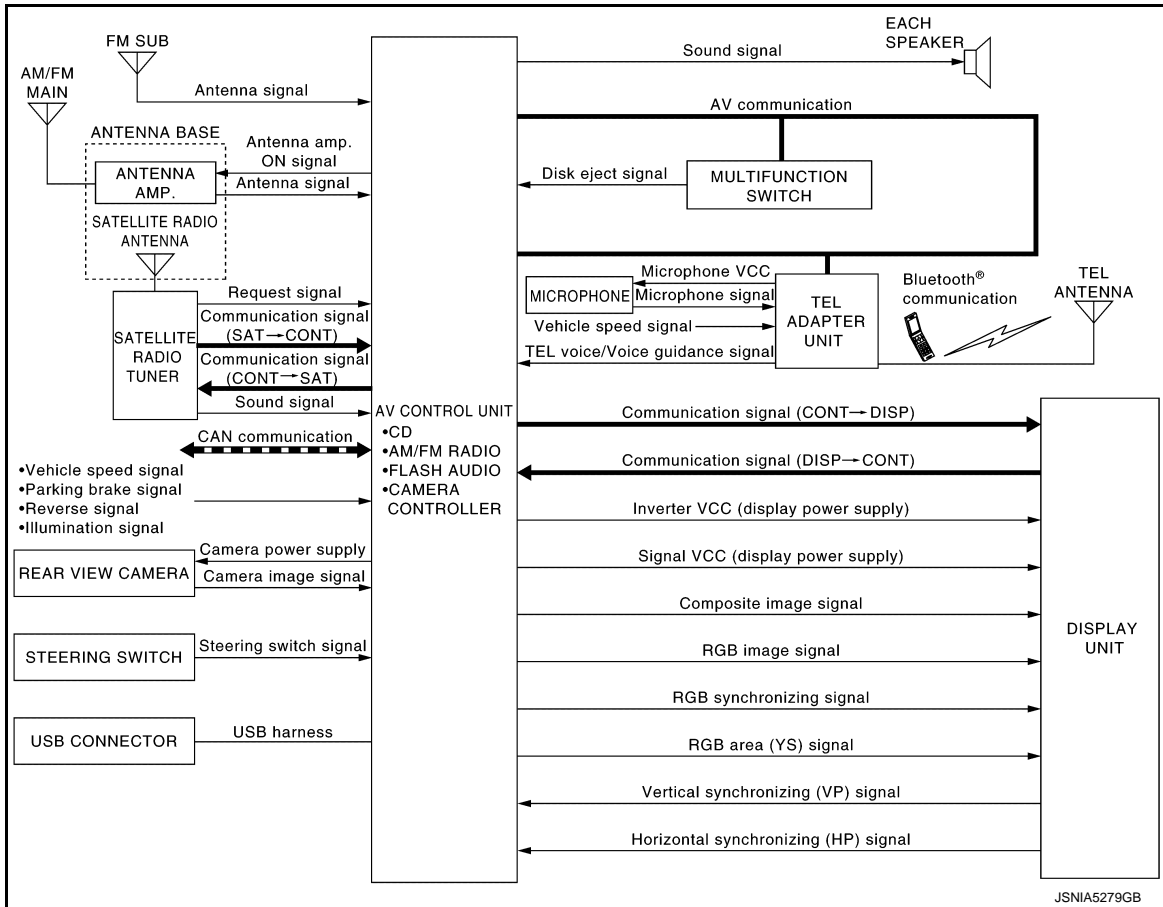 FM SUB
AM/FM
MAIN
Antenna signal
ANTENNA BASE
Antenna amp.
ON signal
ANTENNA
AMP.
Antenna signal
SATELLITE RADIO
ANTENNA
SATELLITE
RADIO
TUNER
Request signal
Communication signal
(SAT→CONT)
Communication signal
(CONT→SAT)
Sound signal
CAN communication
•Vehicle speed signal
•Parking brake signal
•Reverse signal
•Illumination signal
REAR VIEW CAMERA
Camera power supply
Camera image signal
STEERING SWITCH
Steering switch signal
USB CONNECTOR
USB harness
AV CONTROL UNIT
•CD
•AM/FM RADIO
•FLASH AUDIO
•CAMERA
CONTROLLER
Sound signal
EACH
SPEAKER
AV communication
Disk eject signal
MULTIFUNCTION
SWITCH
MICROPHONE
Microphone VCC
Microphone signal
Vehicle speed signal
TEL voice/Voice guidance signal
TEL
ADAPTER
UNIT
Bluetooth®
communication
TEL
ANTENNA
Communication signal (CONT→DISP)
Communication signal (DISP→CONT)
Inverter VCC (display power supply)
Signal VCC (display power supply)
Composite image signal
RGB image signal
RGB synchronizing signal
RGB area (YS) signal
Vertical synchronizing (VP) signal
Horizontal synchronizing (HP) signal
DISPLAY
UNIT
JSNIA5279GB